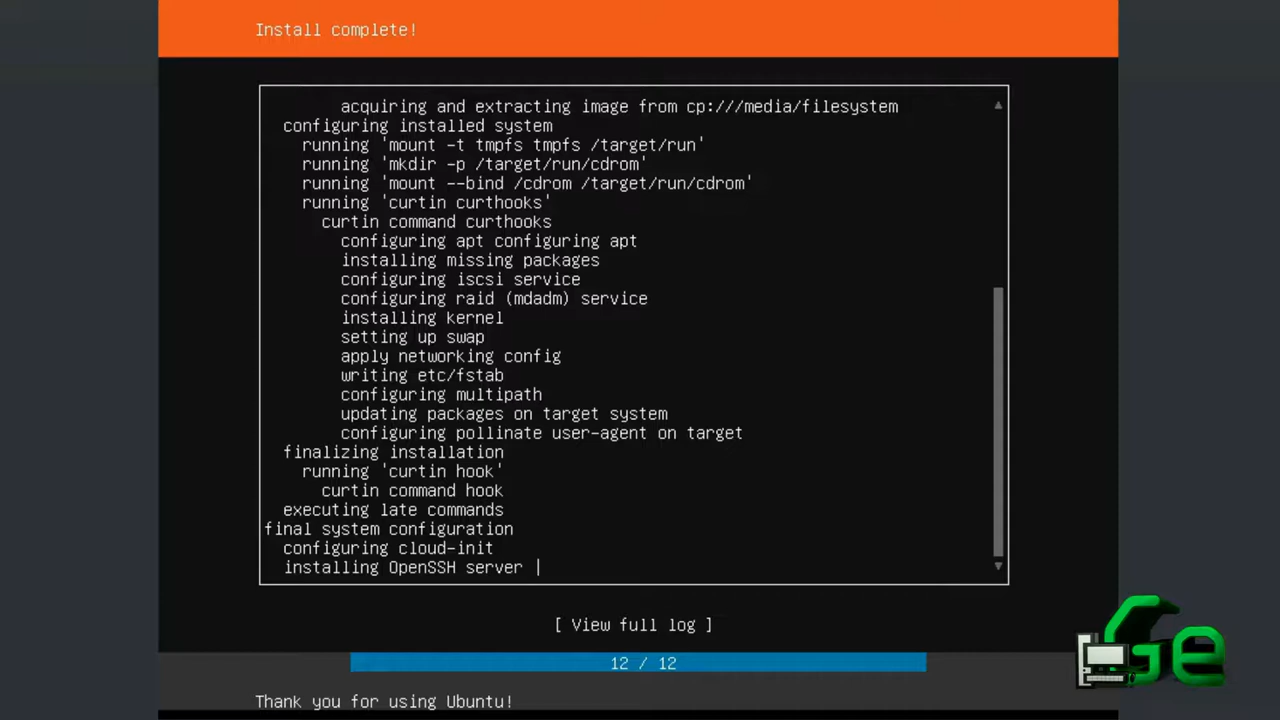 Install complete!
acquiring and extracting image from cp:///media/filesystem
configuring installed system
running 'mount -t tmpfs tmpfs /target/run'
running 'mkdir -p /target/run/cdrom'
running 'mount --bind /cdrom /target/run/cdrom'
running 'curtin curthooks'
curtin command curthooks
configuring apt configuring apt
installing missing packages
configuring iscsi service
configuring raid (mdadm) service
installing kernel
setting up swap
apply networking config
writing etc/fstab
configuring multipath
updating packages on target system
configuring pollinate user-agent on target
finalizing installation
running 'curtin hook'
curtin command hook
executing late commands
final system configuration
configuring cloud-init
installing OpenSSH server |
[ View full log ]
12 / 12
Thank you for using Ubuntu!
Ge